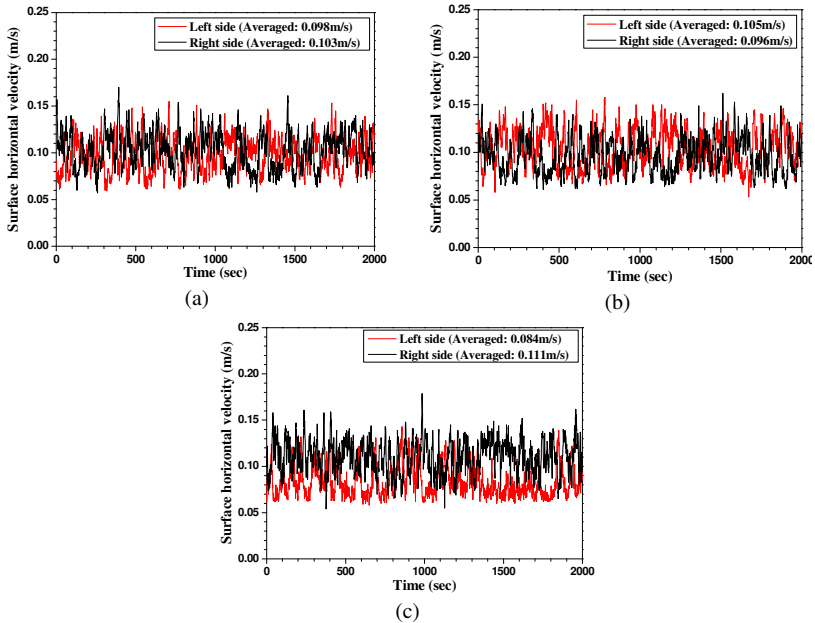 Surface horizontal velocity (m/s)
0.25
0.20
0.15
0.10
0.05
0.00
Left side (Averaged: 0.098m/s)
Right side (Averaged: 0.103m/s)
0 500 1000 1500 2000
Time (sec)
(a)
Surface horizontal velocity (m/s)
0.25
0.20
0.15
0.10
0.05
0.00
Left side (Averaged: 0.105m/s)
Right side (Averaged: 0.096m/s)
0 500 1000 1500 2000
Time (sec)
(b)
Surface horizontal velocity (m/s)
0.25
0.20
0.15
0.10
0.05
0.00
Left side (Averaged: 0.084m/s)
Right side (Averaged: 0.111m/s)
0 500 1000 1500 2000
Time (sec)
(c)